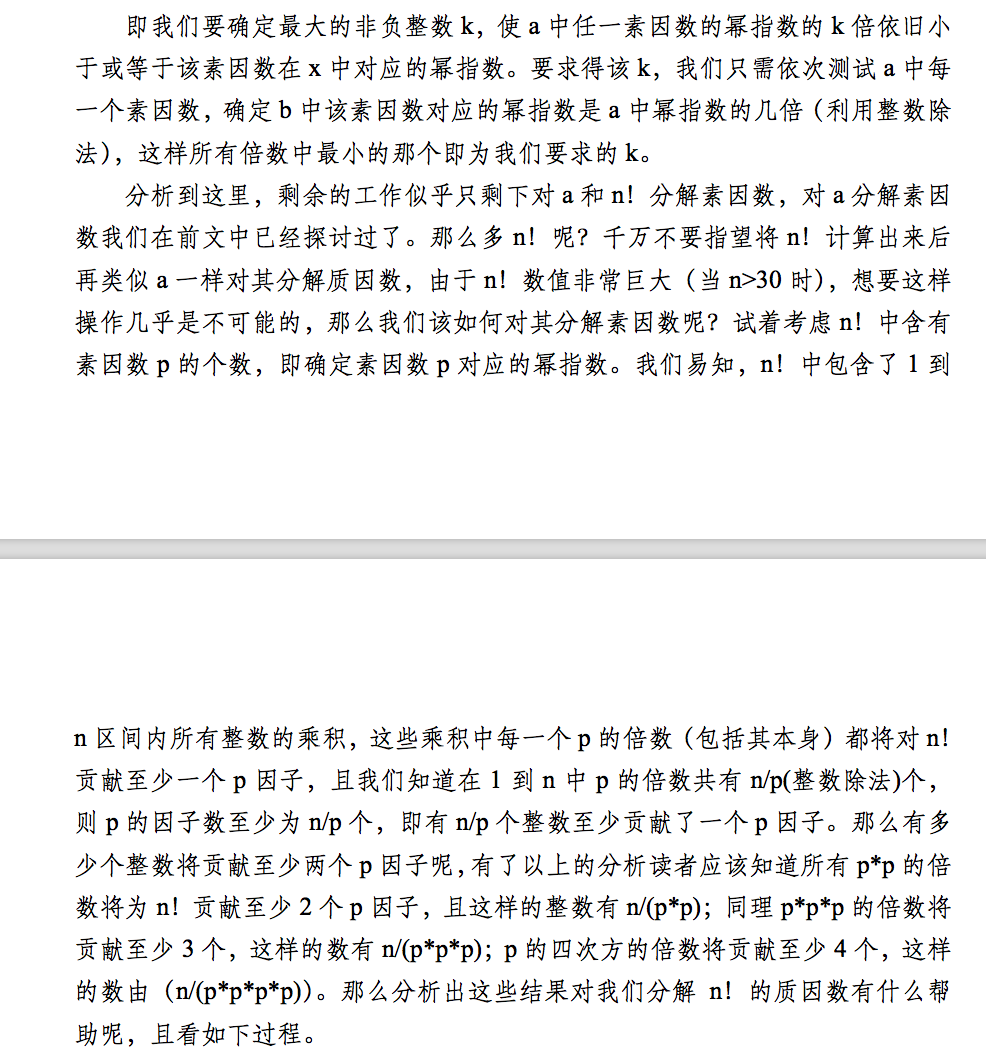 即我们要确定最大的非负整数 k，使 a 中任一素因数的幂指数的 k 倍依旧小
于或等于该素因数在 x 中对应的幂指数。要求得该 k，我们只需依次测试 a 中每
一个素因数，确定 b 中该素因数对应的幂指数是 a 中幂指数的几倍（利用整数除
法），这样所有倍数中最小的那个即为我们要求的 k。
分析到这里，剩余的工作似乎只剩下对 a 和 n！分解素因数，对 a 分解素因
数我们在前文中已经探讨过了。那么多 n！呢？千万不要指望将 n！计算出来后
再类似 a 一样对其分解质因数，由于 n！数值非常巨大（当 n>30 时），想要这样
操作几乎是不可能的，那么我们该如何对其分解素因数呢？试着考虑 n！中含有
素因数 p 的个数，即确定素因数 p 对应的幂指数。我们易知，n！中包含了 1 到
n 区间内所有整数的乘积，这些乘积中每一个 p 的倍数（包括其本身）都将对 n！
贡献至少一个 p 因子，且我们知道在 1 到 n 中 p 的倍数共有 n/p(整数除法)个，
则 p 的因子数至少为 n/p 个，即有 n/p 个整数至少贡献了一个 p 因子。那么有多
少个整数将贡献至少两个 p 因子呢，有了以上的分析读者应该知道所有 p*p 的倍
数将为 n！贡献至少 2 个 p 因子，且这样的整数有 n/(p*p)；同理 p*p*p 的倍数将
贡献至少 3 个，这样的数有 n/(p*p*p)；p 的四次方的倍数将贡献至少 4 个，这样
的数由（n/(p*p*p*p)）。那么分析出这些结果对我们分解 n！的质因数有什么帮
助呢，且看如下过程。